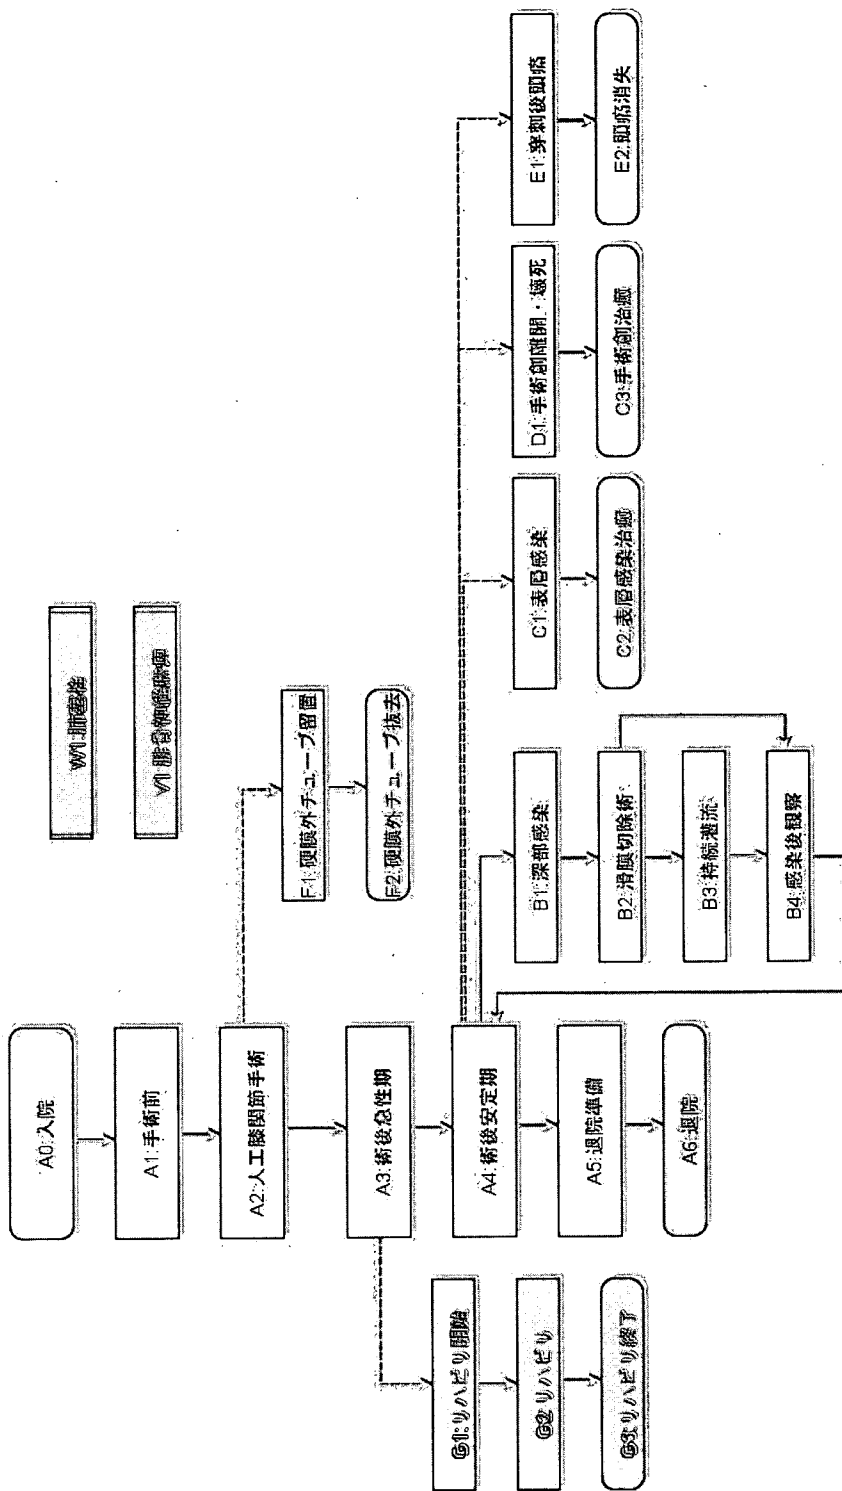 A0:入院
A1:手術前
A2:人工膝関節手術
A3:術後急性期
A4:術後安定期
A5:退院準備
A6:退院
G1:リハビリ開始
G2:リハビリ
G3:リハビリ終了
W1:肺塞栓
V1:腓骨神経麻痺
F1:硬膜外チューブ留置
F2:硬膜外チューブ抜去
B1:深部感染
B2:滑膜切除術
B3:持続灌流
B4:感染後観察
C1:表層感染
C2:表層感染治癒
D1:手術創離開・壊死
C3:手術創治癒
E1:穿刺後頭痛
E2:頭痛消失